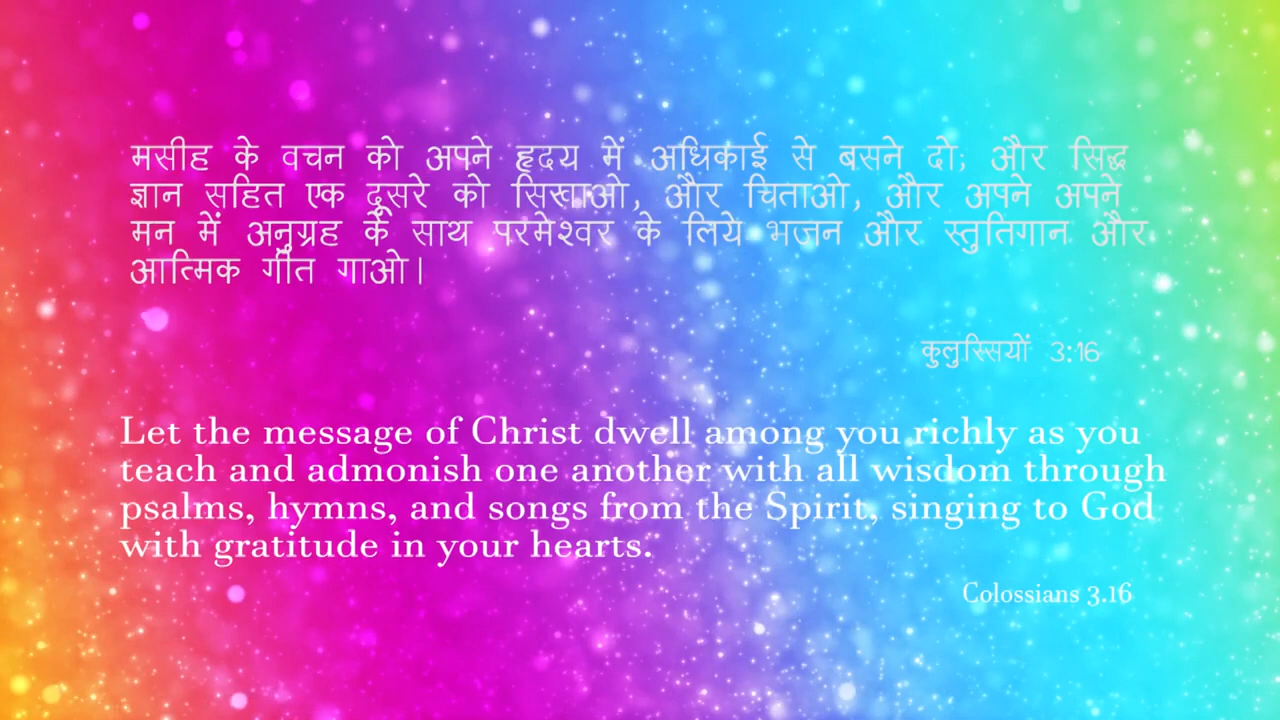 मसीह के वचन को अपने हृदय में अधिकाई से बसने दो; और सिद्ध
ज्ञान सहित एक दूसरे को सिखाओ, और चिताओ, और अपने अपने
मन में अनुग्रह के साथ परमेश्वर के लिये भजन और स्तुतिगान और
आत्मिक गीत गाओ।
कुलुस्सियों 3:16
Let the message of Christ dwell among you richly as you
teach and admonish one another with all wisdom through
psalms, hymns, and songs from the Spirit, singing to God
with gratitude in your hearts.
Colossians 3.16